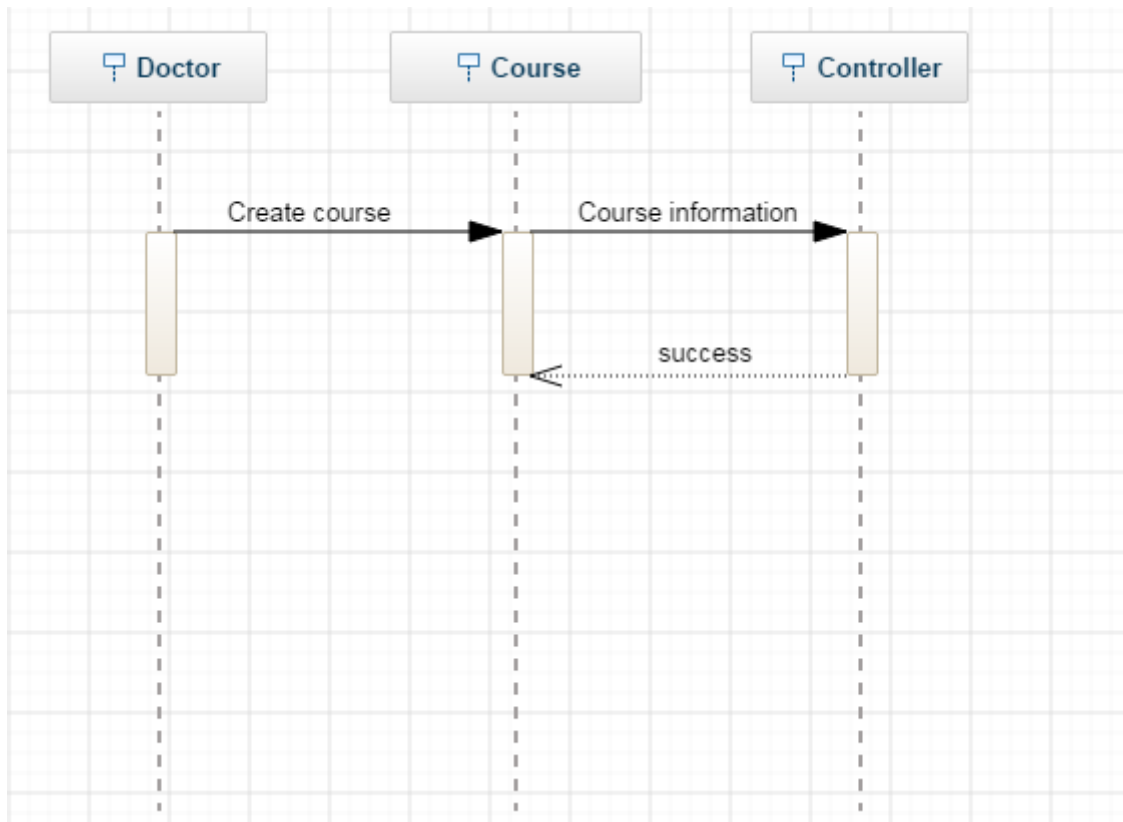 Doctor
Course
Controller
Create course
Course information
success